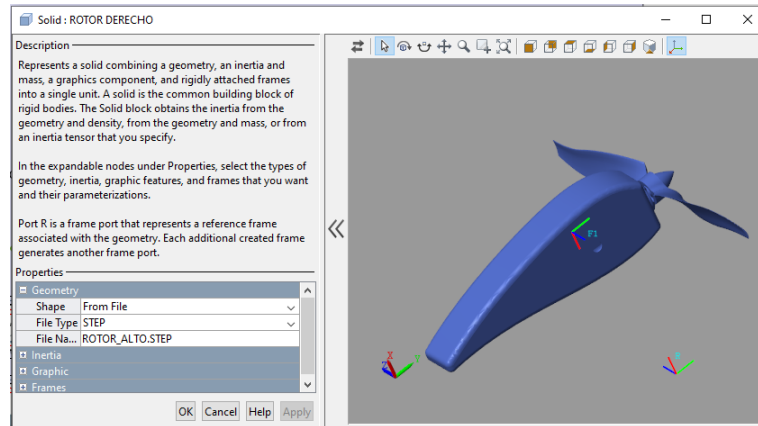 Solid : ROTOR DERECHO
Description
Represents a solid combining a geometry, an inertia and
mass, a graphics component, and rigidly attached frames
into a single unit. A solid is the common building block of
rigid bodies. The Solid block obtains the inertia from the
geometry and density, from the geometry and mass, or from
an inertia tensor that you specify.
In the expandable nodes under Properties, select the types of
geometry, inertia, graphic features, and frames that you want
and their parameterizations.
Port R is a frame port that represents a reference frame
associated with the geometry. Each additional created frame
generates another frame port.
Properties
Geometry
Shape From File
File Type STEP
File Na... ROTOR_ALTO.STEP
Inertia
Graphic
Frames
OK Cancel Help Apply
F1
X
Y
Z
R